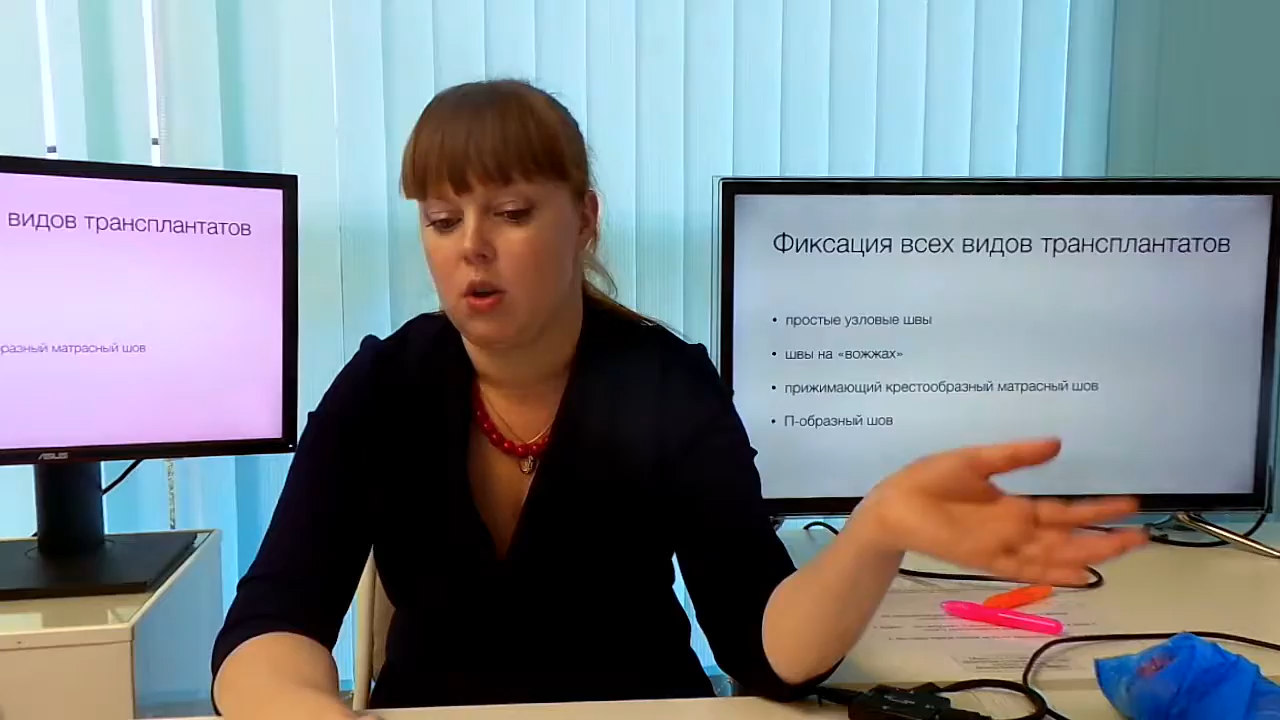 видов трансплантатов
разный матрасный шов
ASUS
Фиксация всех видов трансплантатов
• простые узловые швы
• швы на «вожжах»
• прижимающий крестообразный матрасный шов
• П-образный шов